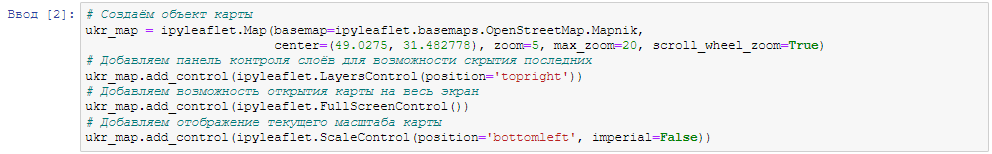 Ввод [2]:
# Создаём объект карты
ukr_map = ipyleaflet.Map(basemap=ipyleaflet.basemaps.OpenStreetMap.Mapnik,
                         center=(49.0275, 31.482778), zoom=5, max_zoom=20, scroll_wheel_zoom=True)
# Добавляем панель контроля слоёв для возможности скрытия последних
ukr_map.add_control(ipyleaflet.LayersControl(position='topright'))
# Добавляем возможность открытия карты на весь экран
ukr_map.add_control(ipyleaflet.FullScreenControl())
# Добавляем отображение текущего масштаба карты
ukr_map.add_control(ipyleaflet.ScaleControl(position='bottomleft', imperial=False))